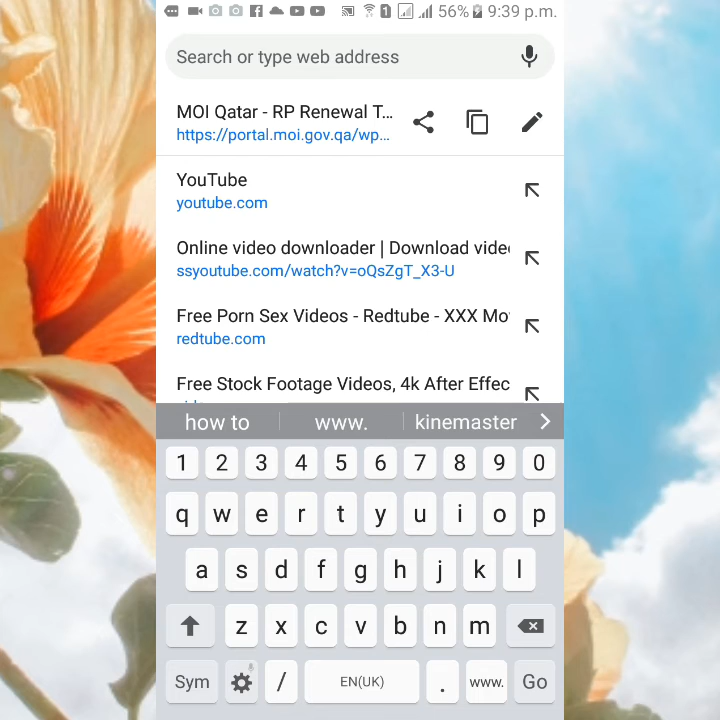 56% 9:39 p.m.
Search or type web address
MOI Qatar - RP Renewal T...
https://portal.moi.gov.qa/wp...
YouTube
youtube.com
Online video downloader | Download vide
ssyoutube.com/watch?v=oQsZgT_X3-U
Free Porn Sex Videos - Redtube - XXX Mo
redtube.com
Free Stock Footage Videos, 4k After Effec
how to www. kinemaster
1 2 3 4 5 6 7 8 9 0
q w e r t y u i o p
a s d f g h j k l
z x c v b n m
Sym / EN(UK) . www. Go